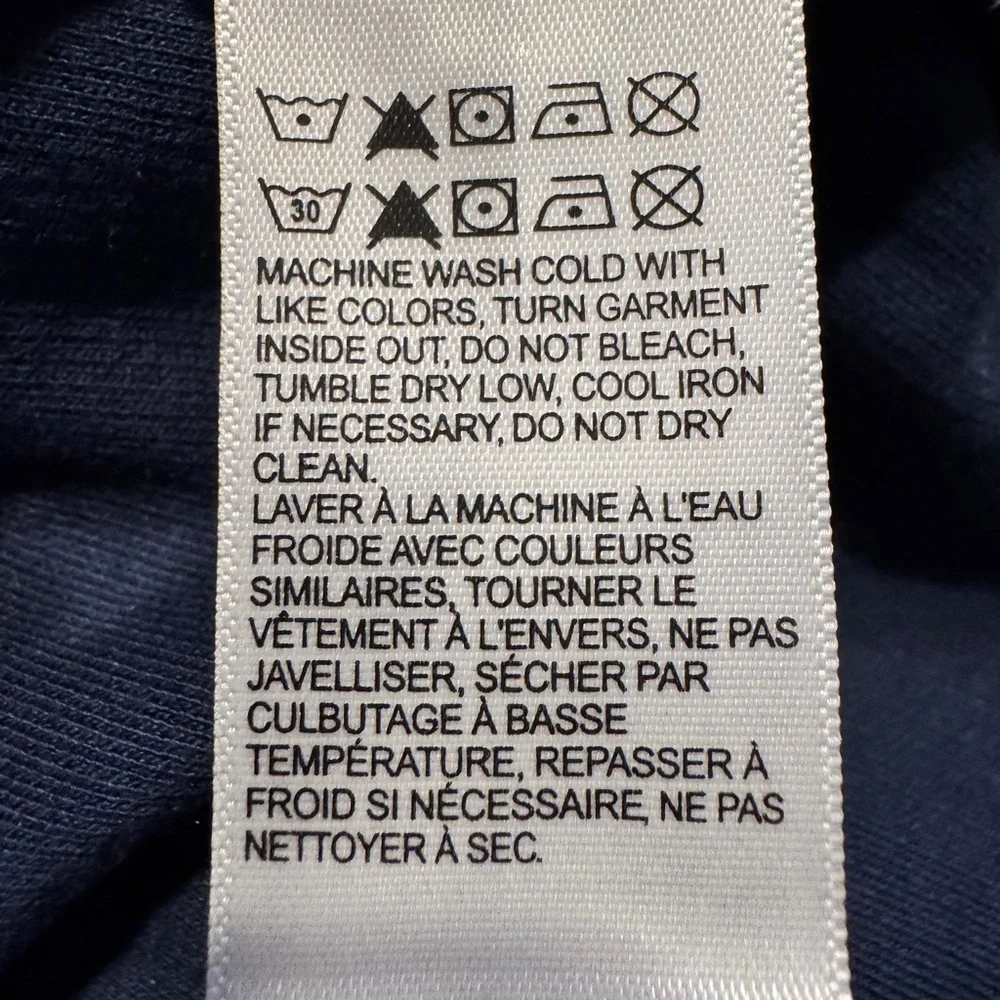 30
MACHINE WASH COLD WITH
LIKE COLORS, TURN GARMENT
INSIDE OUT, DO NOT BLEACH,
TUMBLE DRY LOW, COOL IRON
IF NECESSARY, DO NOT DRY
CLEAN.
LAVER À LA MACHINE À L'EAU
FROIDE AVEC COULEURS
SIMILAIRES, TOURNER LE
VÊTEMENT À L'ENVERS, NE PAS
JAVELLISER, SÉCHER PAR
CULBUTAGE À BASSE
TEMPÉRATURE, REPASSER À
FROID SI NÉCESSAIRE, NE PAS
NETTOYER À SEC.